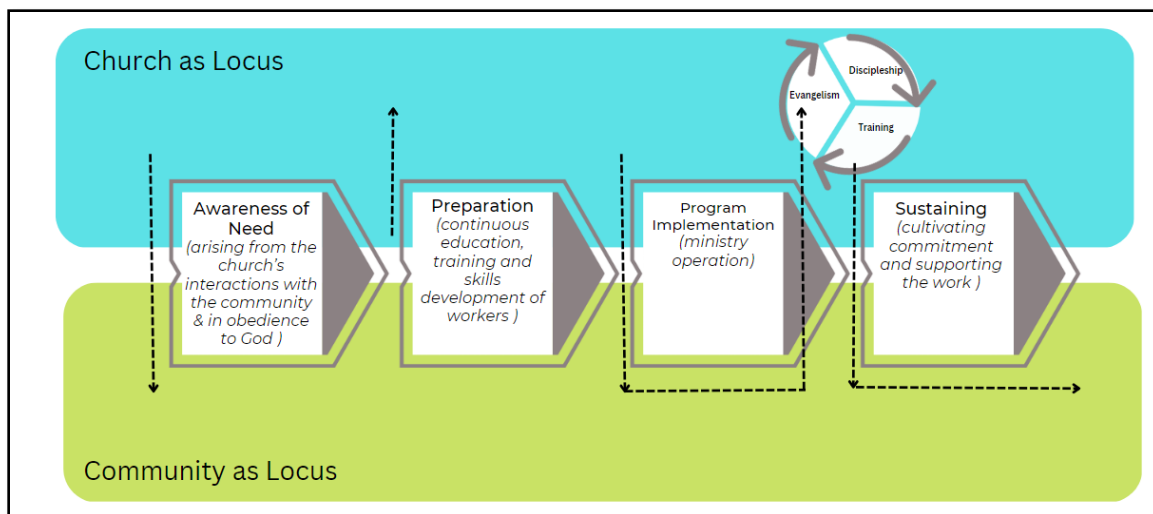 Church as Locus
Discipleship
Evangelism
Training
Awareness of
Need
(arising from the
church's
interactions with
the community
& in obedience
to God )
Preparation
(continuous
education,
training and
skills
development of
workers )
Program
Implementation
(ministry
operation)
Sustaining
(cultivating
commitment
and supporting
the work )
Community as Locus